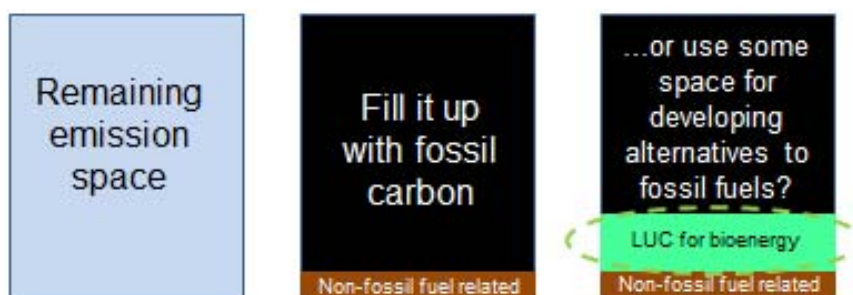 Remaining
emission
space
Fill it up
with fossil
carbon
Non-fossil fuel related
...or use some
space for
developing
alternatives to
fossil fuels?
LUC for bioenergy
Non-fossil fuel related